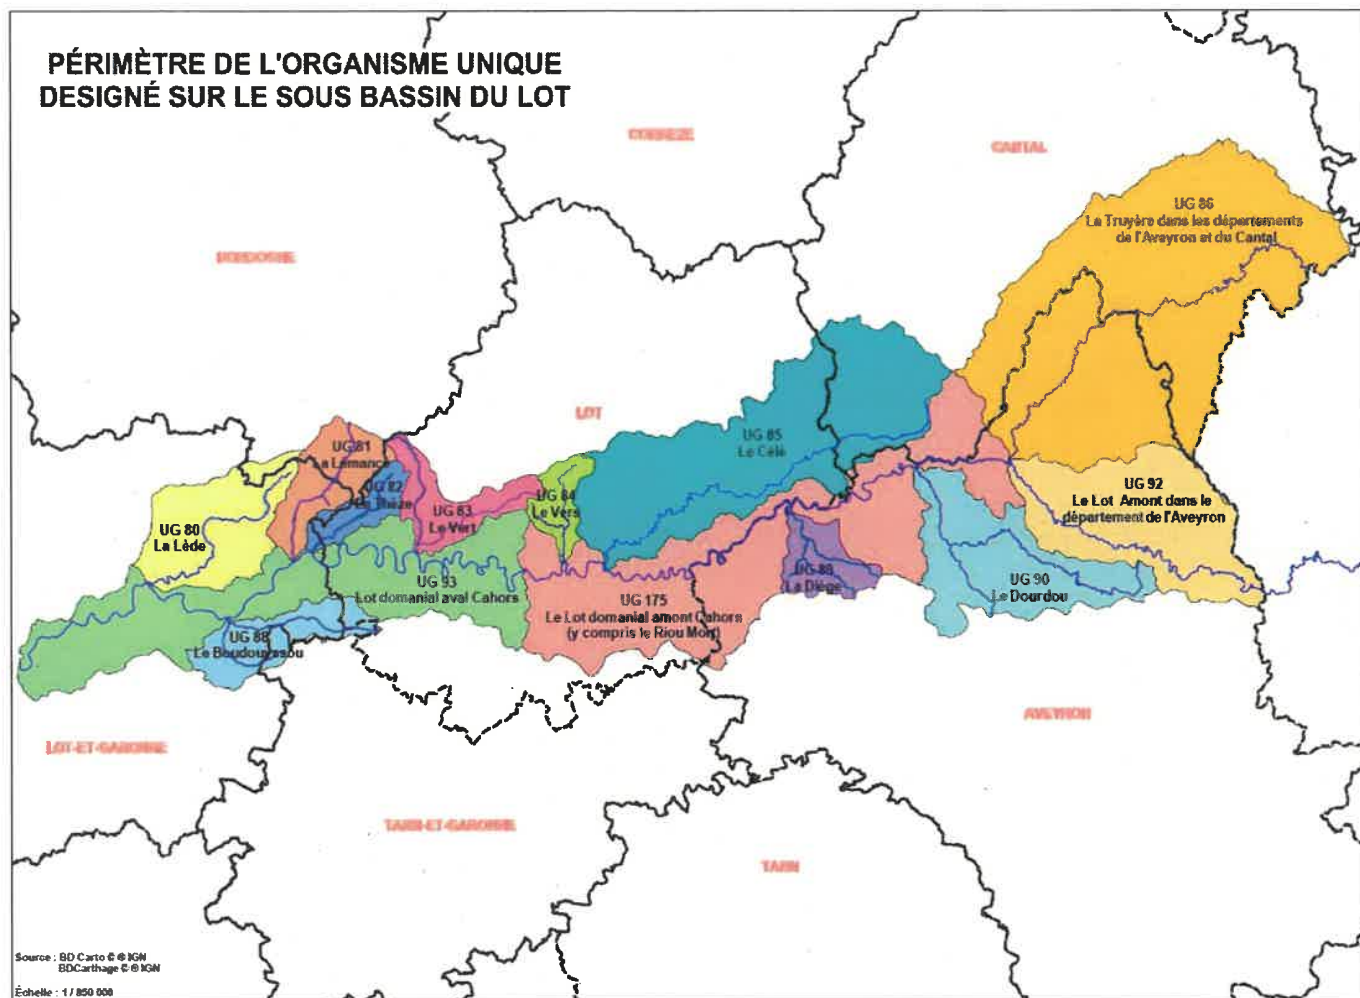 PÉRIMÈTRE DE L'ORGANISME UNIQUE
DESIGNÉ SUR LE SOUS BASSIN DU LOT
CORREZE
CANTAL
UG 86
La Truyère dans les départements
de l'Aveyron et du Cantal
DORDOGNE
LOT
UG 81
La Lémance
UG 85
Le Célé
UG 82
La Thèze
UG 84
Le Vers
UG 83
Le Vert
UG 92
Le Lot Amont dans le
département de l'Aveyron
UG 80
La Lède
UG 93
Lot domanial aval Cahors
La Diège
UG 90
Le Dourdou
UG 175
Le Lot domanial amont Cahors
(y compris le Riou Mort)
UG 88
Le Boudouyssou
LOT-ET-GARONNE
AVEYRON
TARN-ET-GARONNE
TARN
Source : BD Carto © ® IGN
BDCarthage © ® IGN
Échelle : 1 / 850 000